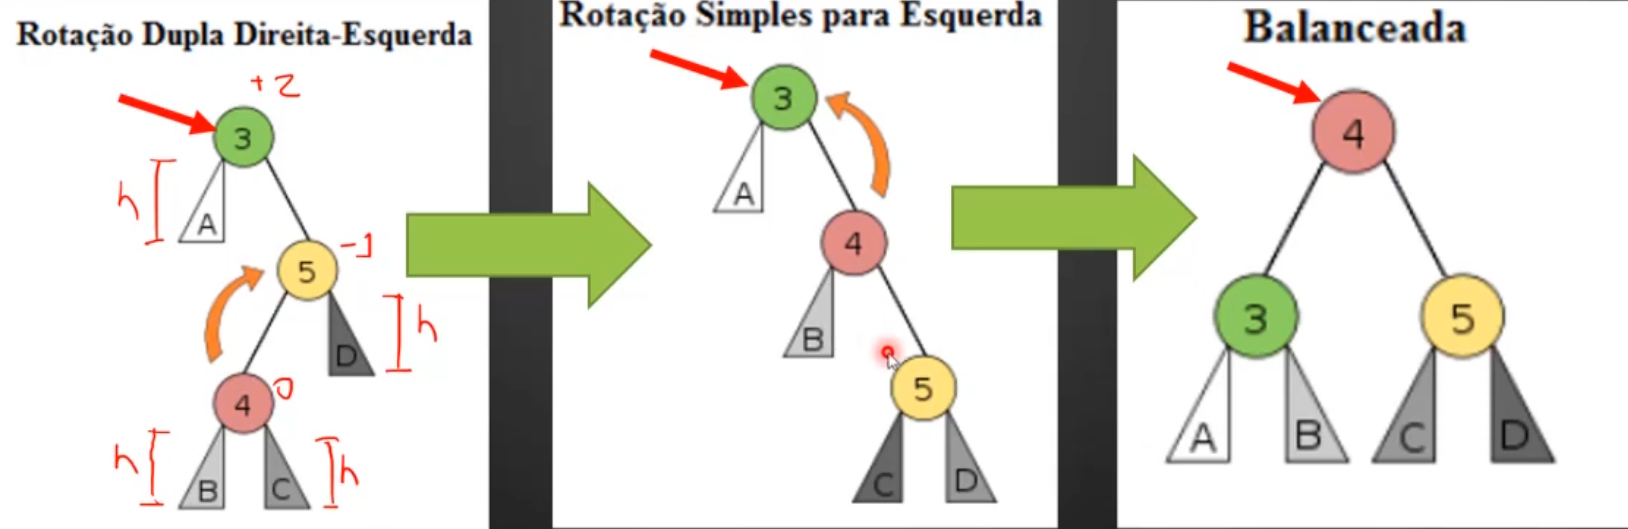 Rotação Dupla Direita-Esquerda
+2
3
h
A
5
-1
D
h
4
0
h
B
C
h
Rotação Simples para Esquerda
3
A
4
B
5
C
D
Balanceada
4
3
5
A
B
C
D